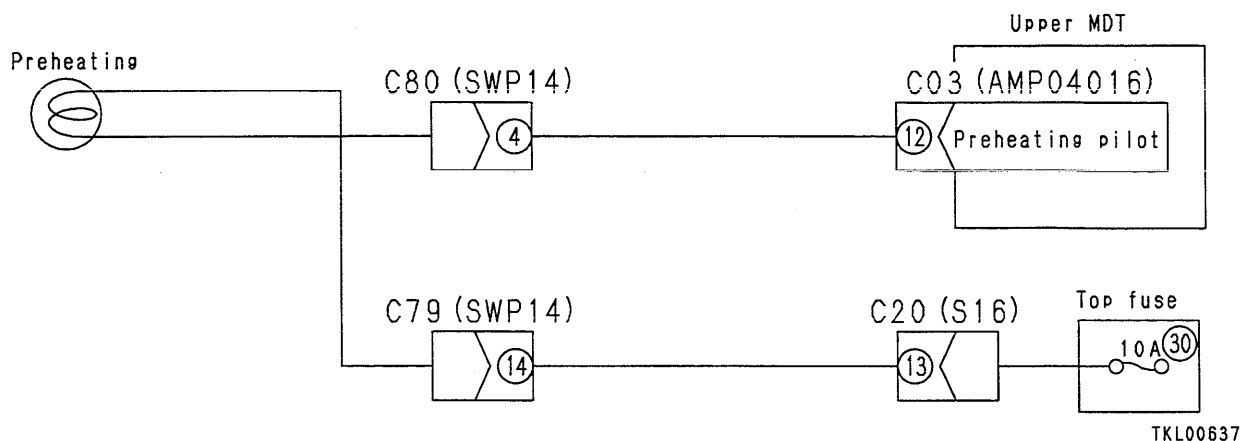 Upper MDT
Preheating
C80 (SWP14)
C03 (AMP04016)
4
12
Preheating pilot
C79 (SWP14)
C20 (S16)
Top fuse
14
13
10A
30
TKL00637